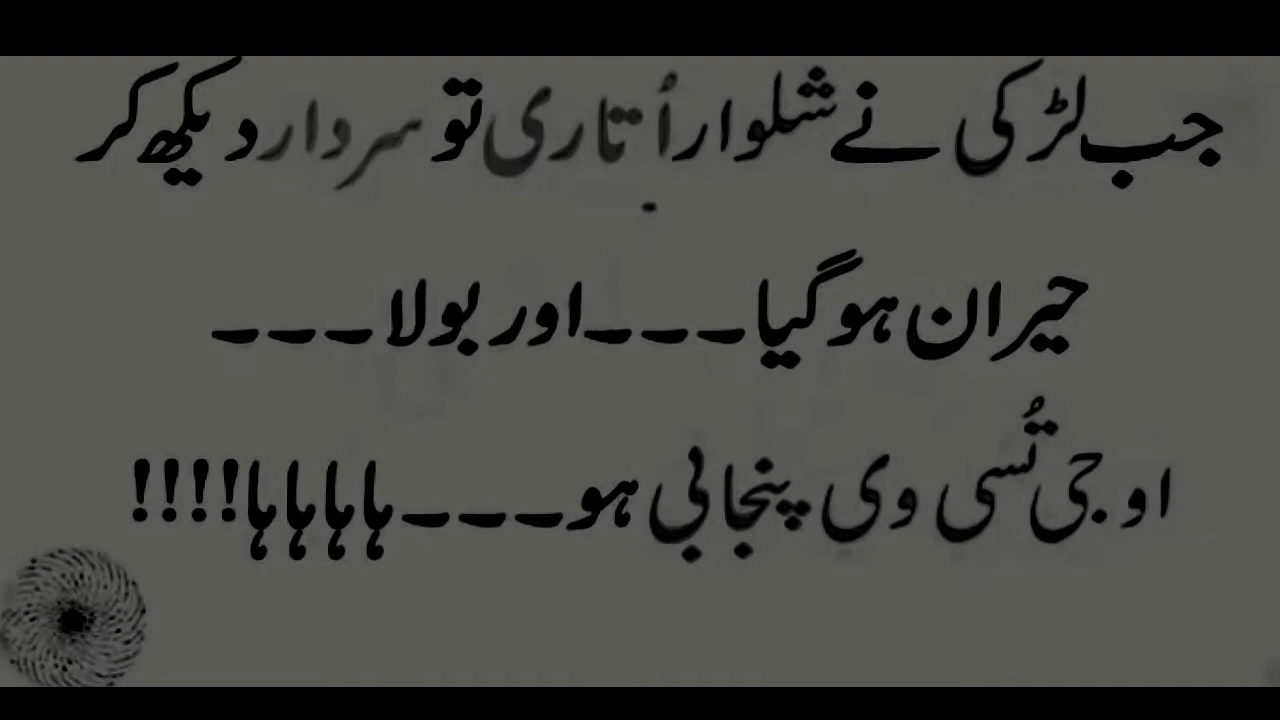 جب لڑکی نے شلوار اُتاری تو سردار دیکھ کر
حیران ہو گیا۔۔۔اور بولا۔۔۔
او جی تُسی وی پنجابی ہو۔۔۔ہاہاہاہا!!!!